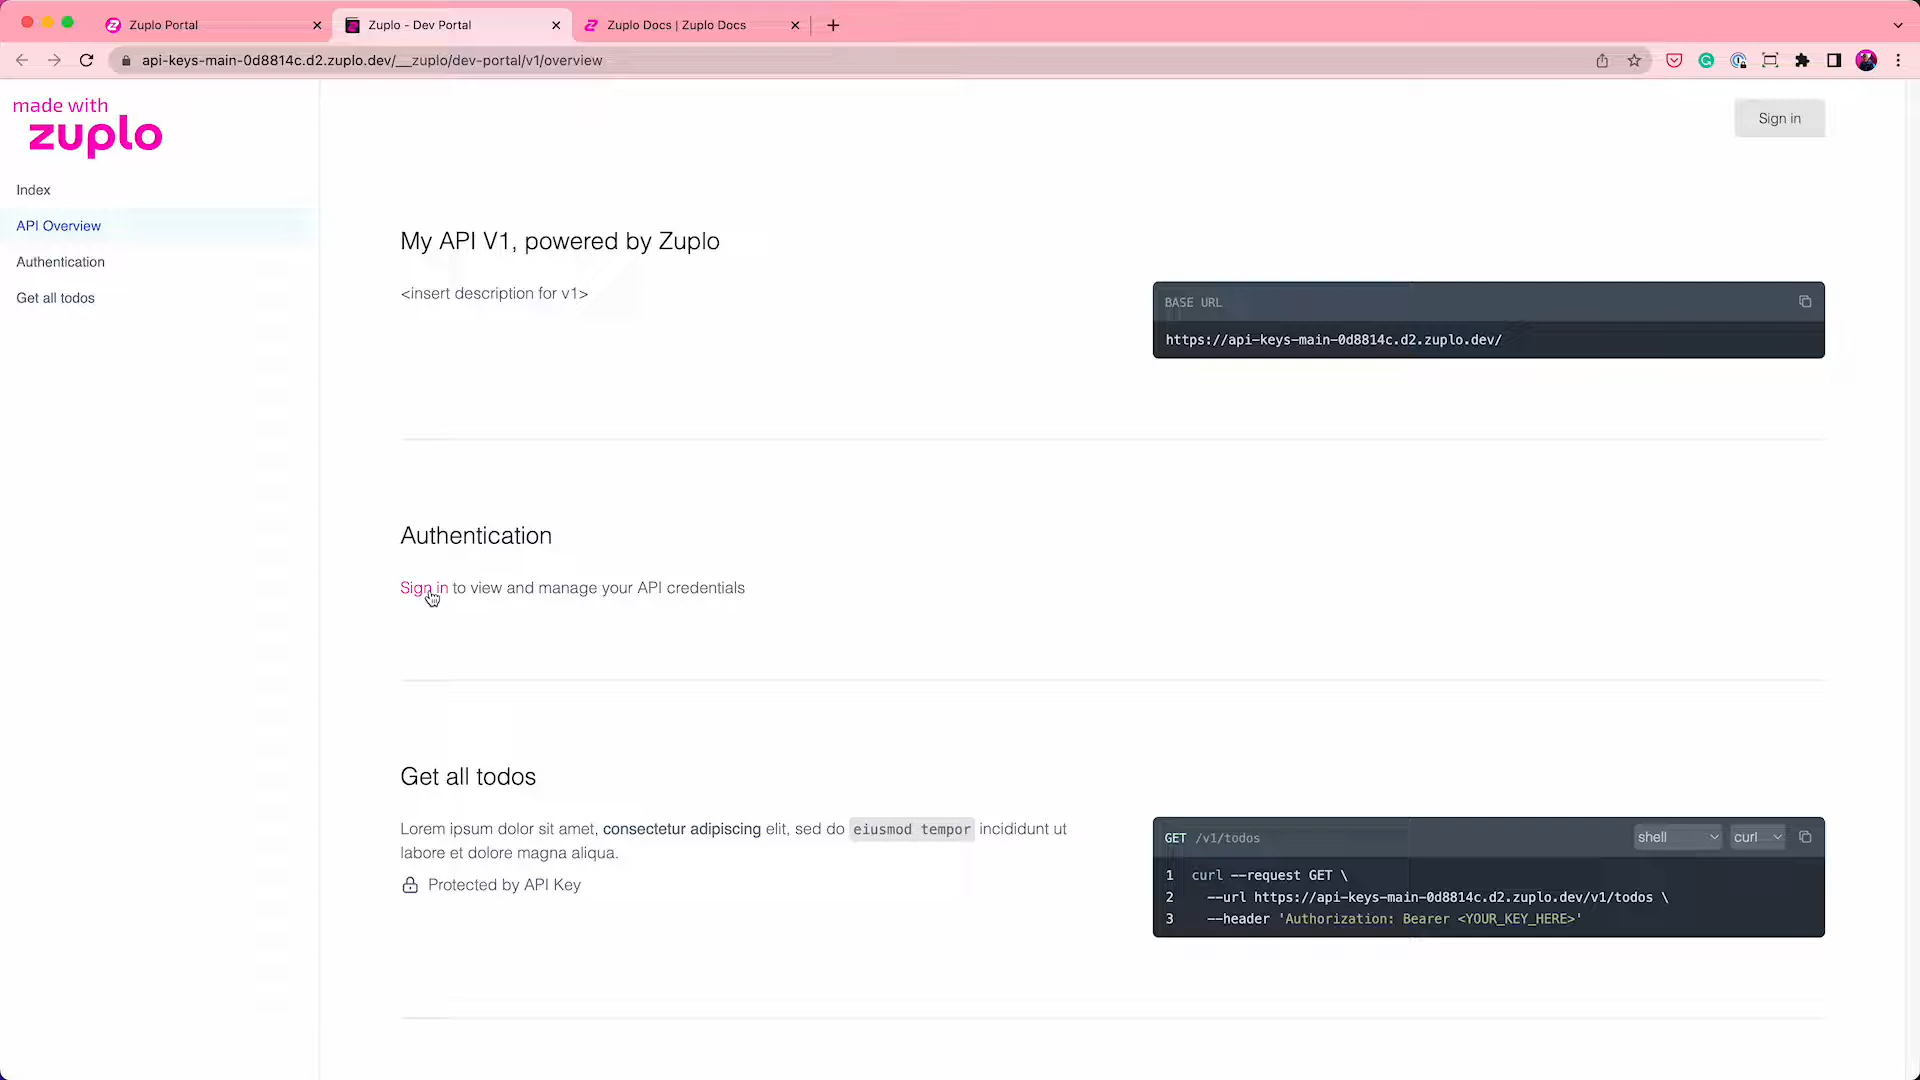 Zuplo Portal
Zuplo - Dev Portal
Zuplo Docs | Zuplo Docs
api-keys-main-0d8814c.d2.zuplo.dev/__zuplo/dev-portal/v1/overview
made with
zuplo
Sign in
Index
API Overview
Authentication
Get all todos
My API V1, powered by Zuplo
<insert description for v1>
BASE URL
https://api-keys-main-0d8814c.d2.zuplo.dev/
Authentication
Sign in to view and manage your API credentials
Get all todos
Lorem ipsum dolor sit amet, consectetur adipiscing elit, sed do eiusmod tempor incididunt ut
labore et dolore magna aliqua.
Protected by API Key
GET /v1/todos
shell
curl
1 curl --request GET \
2 --url https://api-keys-main-0d8814c.d2.zuplo.dev/v1/todos \
3 --header 'Authorization: Bearer <YOUR_KEY_HERE>'